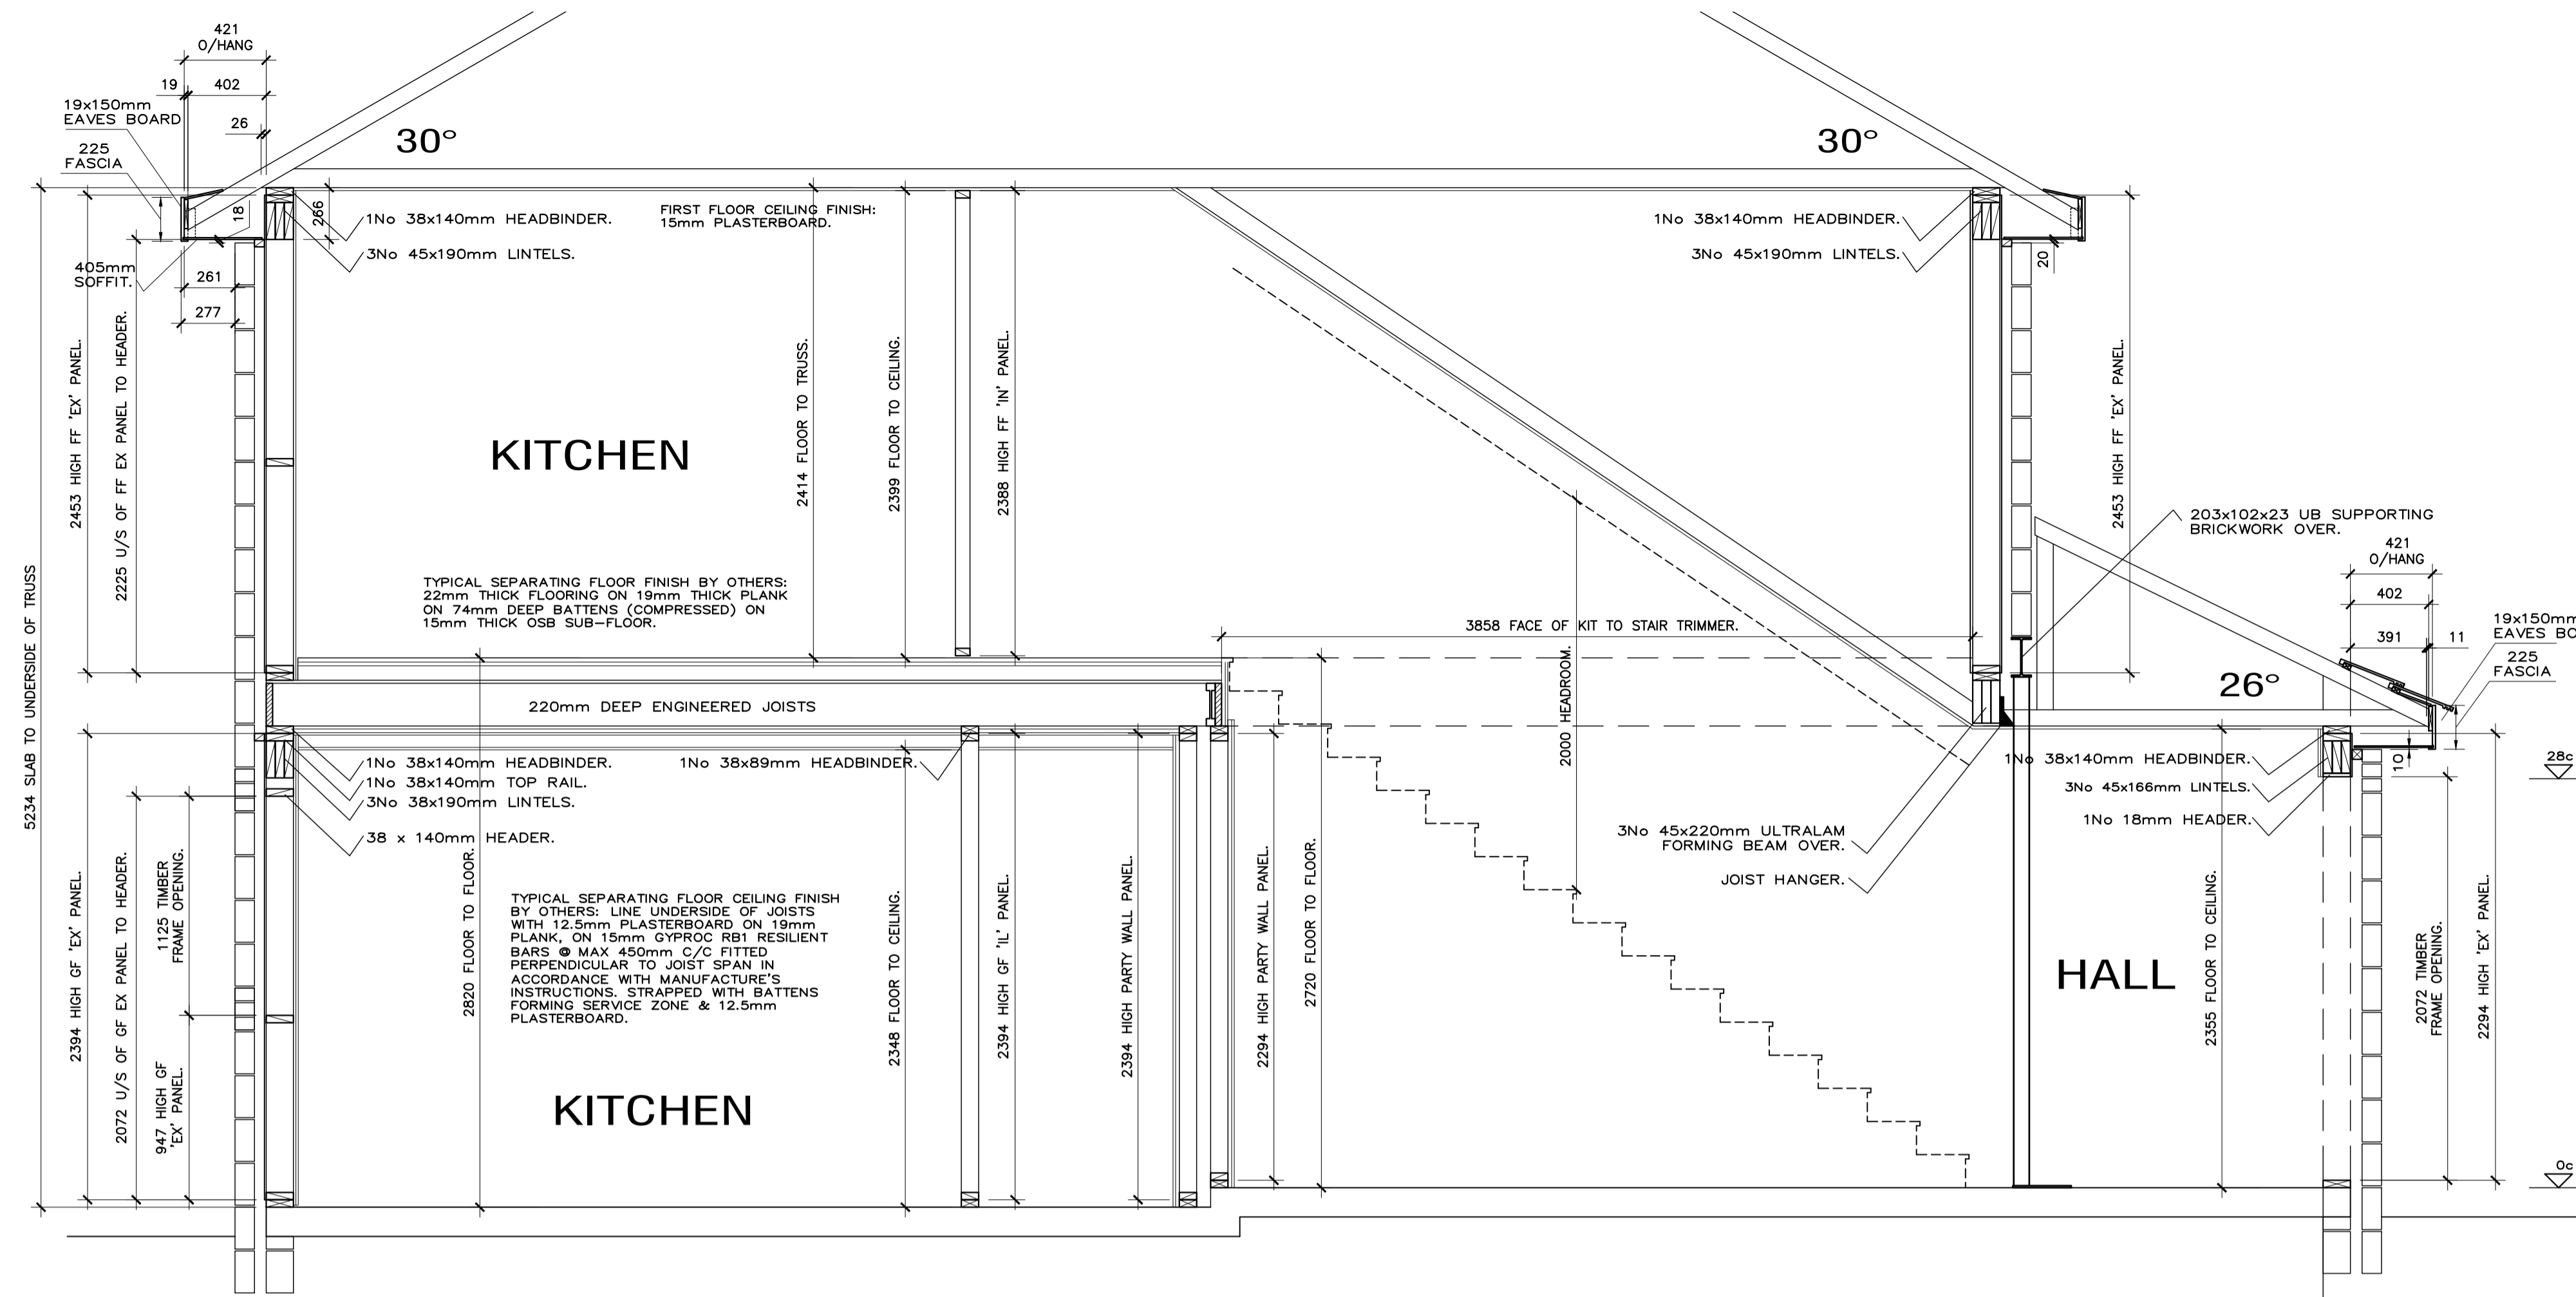 421
O/HANG
19
402
19x150mm
EAVES BOARD
26
225
FASCIA
30°
30°
18
266
1No 38x140mm HEADBINDER.
FIRST FLOOR CEILING FINISH:
15mm PLASTERBOARD.
1No 38x140mm HEADBINDER.
3No 45x190mm LINTELS.
3No 45x190mm LINTELS.
20
405mm
SOFFIT.
261
277
5234 SLAB TO UNDERSIDE OF TRUSS
2453 HIGH FF 'EX' PANEL.
2225 U/S OF FF EX PANEL TO HEADER.
KITCHEN
2414 FLOOR TO TRUSS.
2399 FLOOR TO CEILING.
2388 HIGH FF 'IN' PANEL.
2453 HIGH FF 'EX' PANEL.
203x102x23 UB SUPPORTING
BRICKWORK OVER.
421
O/HANG
402
391
11
19x150mm
EAVES BO
225
FASCIA
TYPICAL SEPARATING FLOOR FINISH BY OTHERS:
22mm THICK FLOORING ON 19mm THICK PLANK
ON 74mm DEEP BATTENS (COMPRESSED) ON
15mm THICK OSB SUB-FLOOR.
3858 FACE OF KIT TO STAIR TRIMMER.
2000 HEADROOM.
26°
220mm DEEP ENGINEERED JOISTS
1No 38x140mm HEADBINDER.
1No 38x89mm HEADBINDER.
1No 38x140mm TOP RAIL.
3No 38x190mm LINTELS.
38 x 140mm HEADER.
1No 38x140mm HEADBINDER.
10
28c
3No 45x166mm LINTELS.
1No 18mm HEADER.
3No 45x220mm ULTRALAM
FORMING BEAM OVER.
JOIST HANGER.
2394 HIGH GF 'EX' PANEL.
2072 U/S OF GF EX PANEL TO HEADER.
1125 TIMBER
FRAME OPENING.
947 HIGH GF
'EX' PANEL.
2820 FLOOR TO FLOOR.
TYPICAL SEPARATING FLOOR CEILING FINISH
BY OTHERS: LINE UNDERSIDE OF JOISTS
WITH 12.5mm PLASTERBOARD ON 19mm
PLANK, ON 15mm GYPROC RB1 RESILIENT
BARS @ MAX 450mm C/C FITTED
PERPENDICULAR TO JOIST SPAN IN
ACCORDANCE WITH MANUFACTURE'S
INSTRUCTIONS. STRAPPED WITH BATTENS
FORMING SERVICE ZONE & 12.5mm
PLASTERBOARD.
KITCHEN
2348 FLOOR TO CEILING.
2394 HIGH GF 'IL' PANEL.
2394 HIGH PARTY WALL PANEL.
2294 HIGH PARTY WALL PANEL.
2720 FLOOR TO FLOOR.
HALL
2355 FLOOR TO CEILING.
2072 TIMBER
FRAME OPENING.
2294 HIGH 'EX' PANEL.
0c